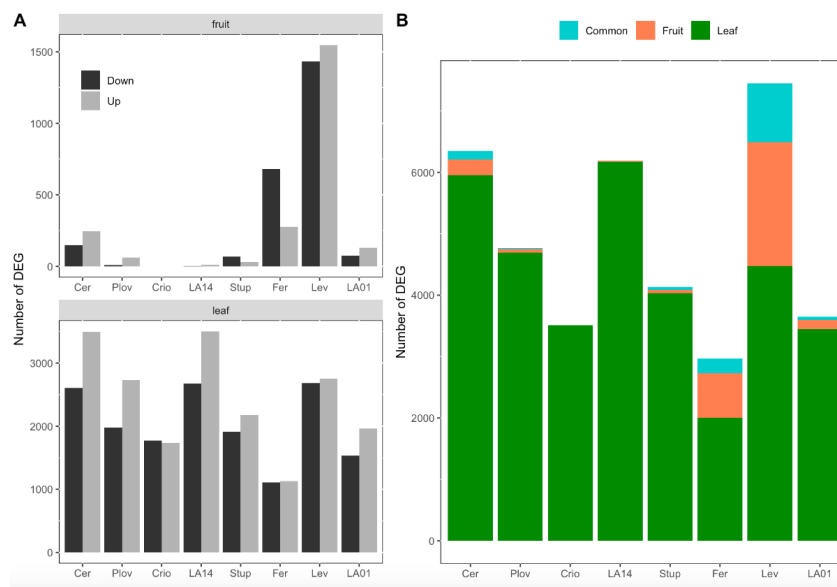 A
fruit
Number of DEG
1500
1000
500
0
Down
Up
Cer Plov Crio LA14 Stup Fer Lev LA01
leaf
3000
2000
1000
0
Cer Plov Crio LA14 Stup Fer Lev LA01
B
Common Fruit Leaf
Number of DEG
6000
4000
2000
0
Cer Plov Crio LA14 Stup Fer Lev LA01